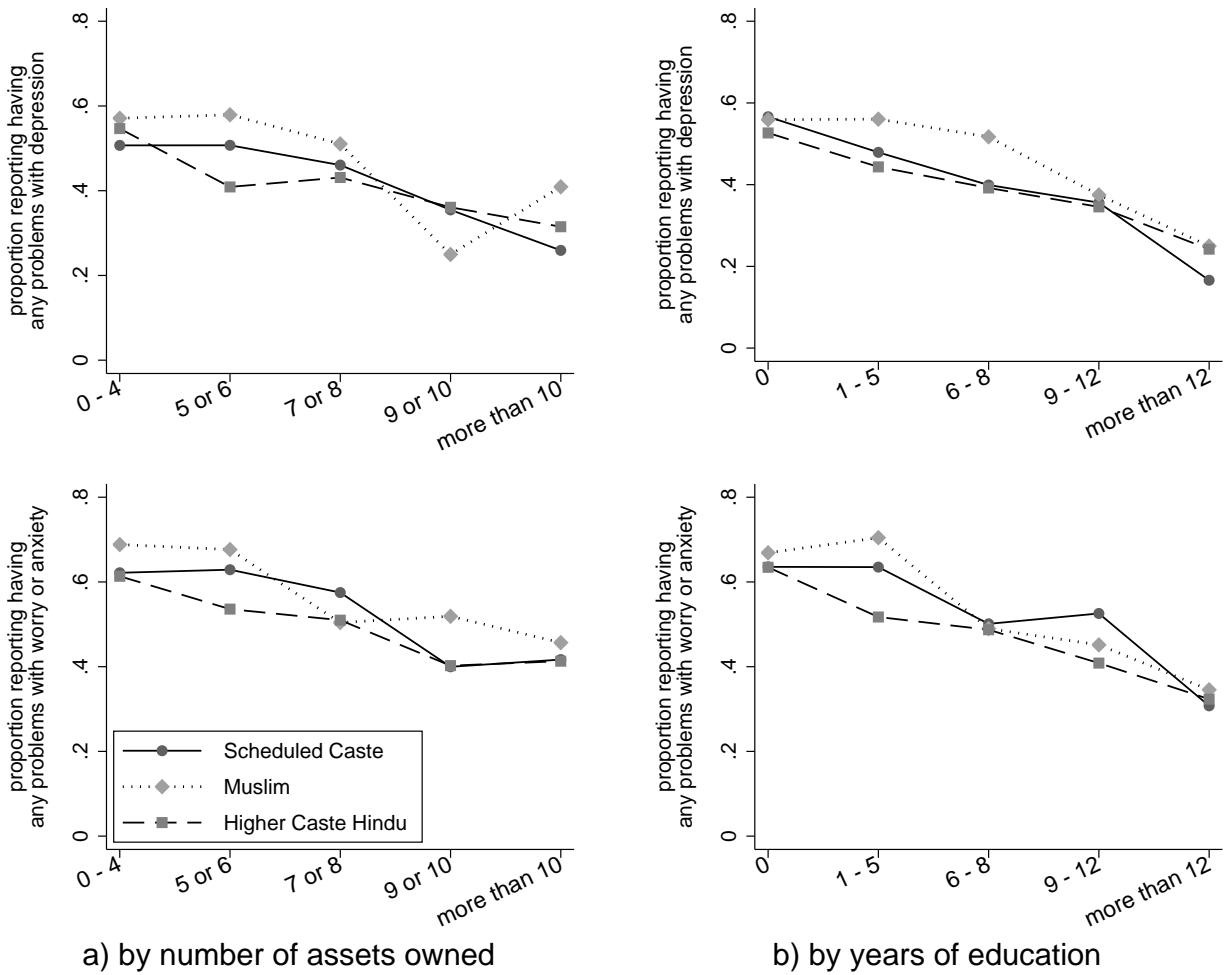 proportion reporting having
any problems with depression
.8
.6
.4
.2
0
0 - 4
5 or 6
7 or 8
9 or 10
more than 10
proportion reporting having
any problems with depression
.8
.6
.4
.2
0
0
1 - 5
6 - 8
9 - 12
more than 12
proportion reporting having
any problems with worry or anxiety
.8
.6
.4
.2
0
Scheduled Caste
Muslim
Higher Caste Hindu
0 - 4
5 or 6
7 or 8
9 or 10
more than 10
a) by number of assets owned
proportion reporting having
any problems with worry or anxiety
.8
.6
.4
.2
0
0
1 - 5
6 - 8
9 - 12
more than 12
b) by years of education